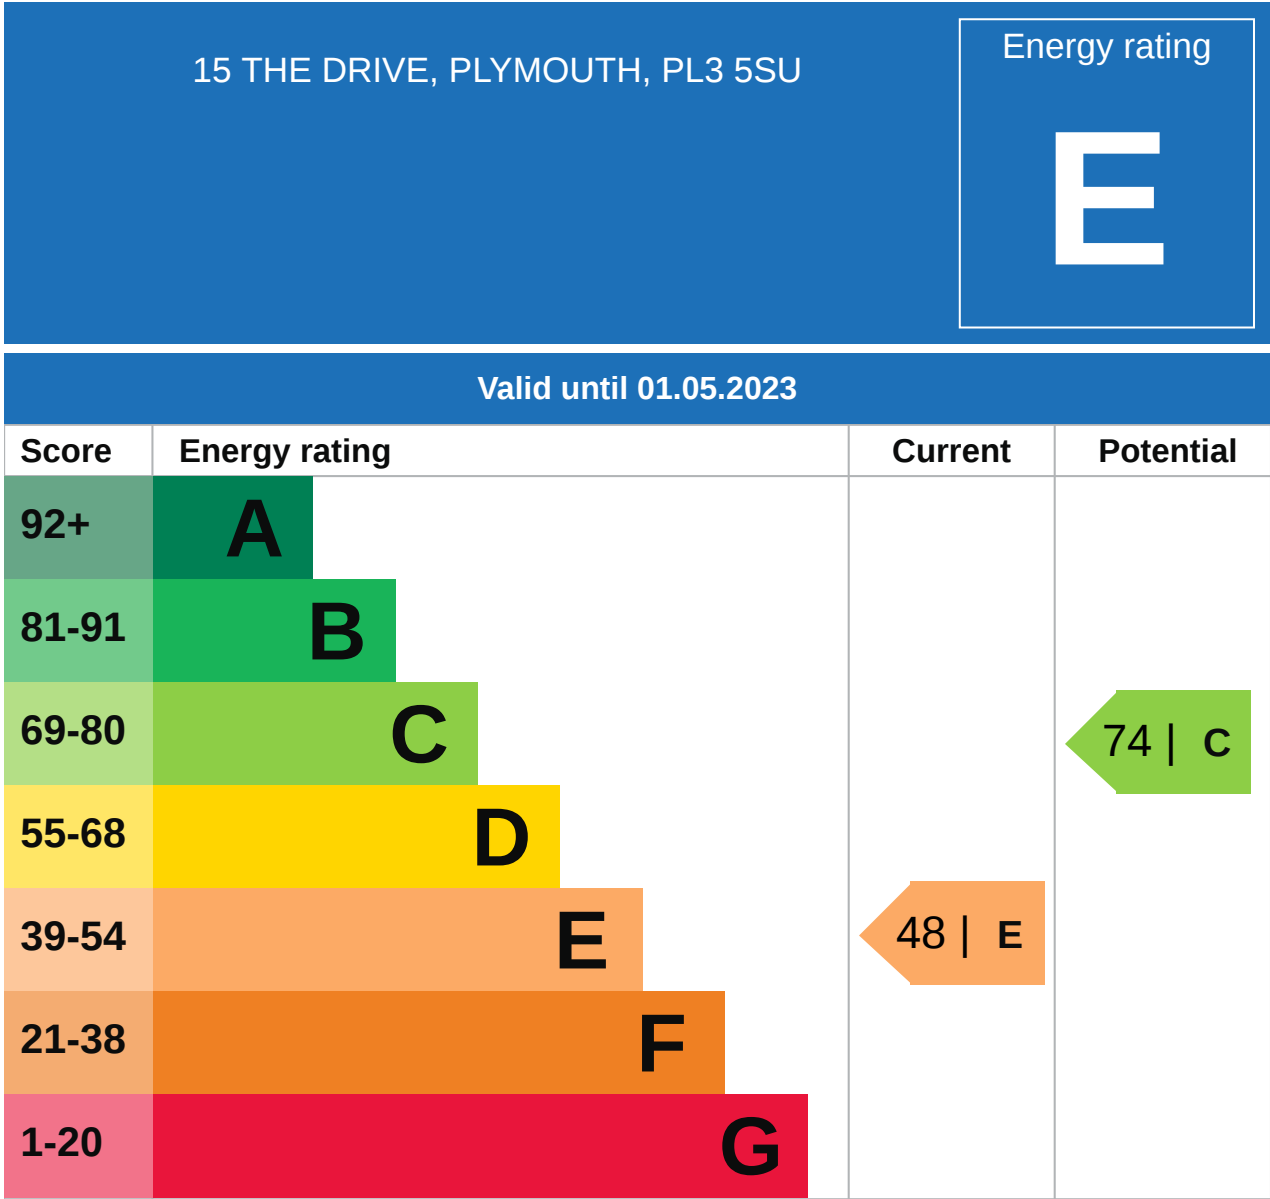 15 THE DRIVE, PLYMOUTH, PL3 5SU
Energy rating
E
Valid until 01.05.2023
Score Energy rating Current Potential
92+ A
81-91 B
69-80 C 74 | C
55-68 D
39-54 E 48 | E
21-38 F
1-20 G